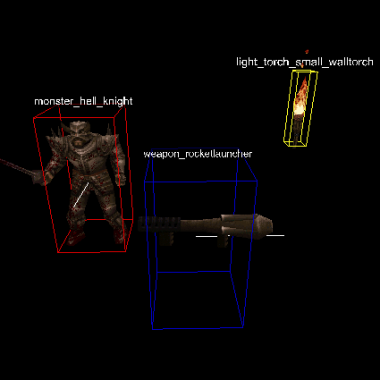 light_torch_small_walltorch
monster_hell_knight
weapon_rocketlauncher